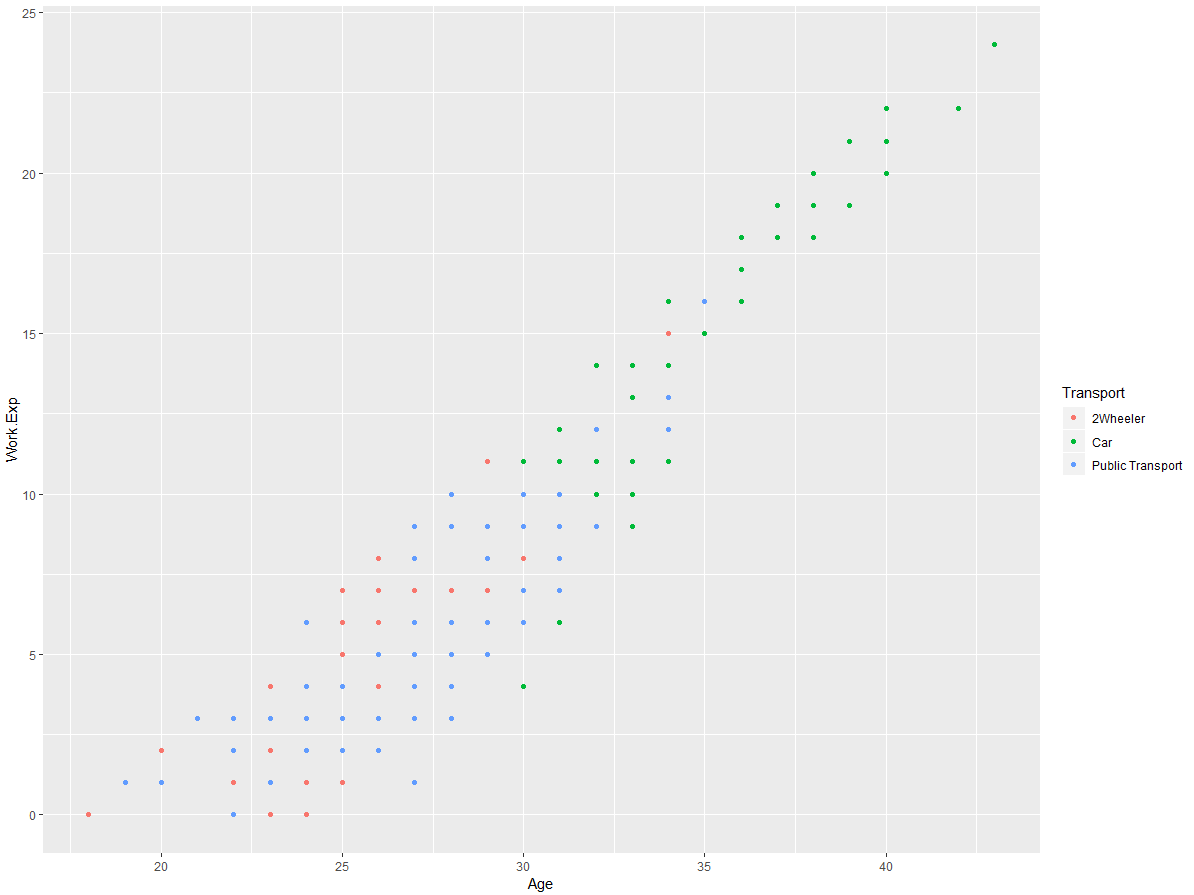 25
20
15
10
5
0
Work.Exp
20 25 30 35 40
Age
Transport
2Wheeler
Car
Public Transport